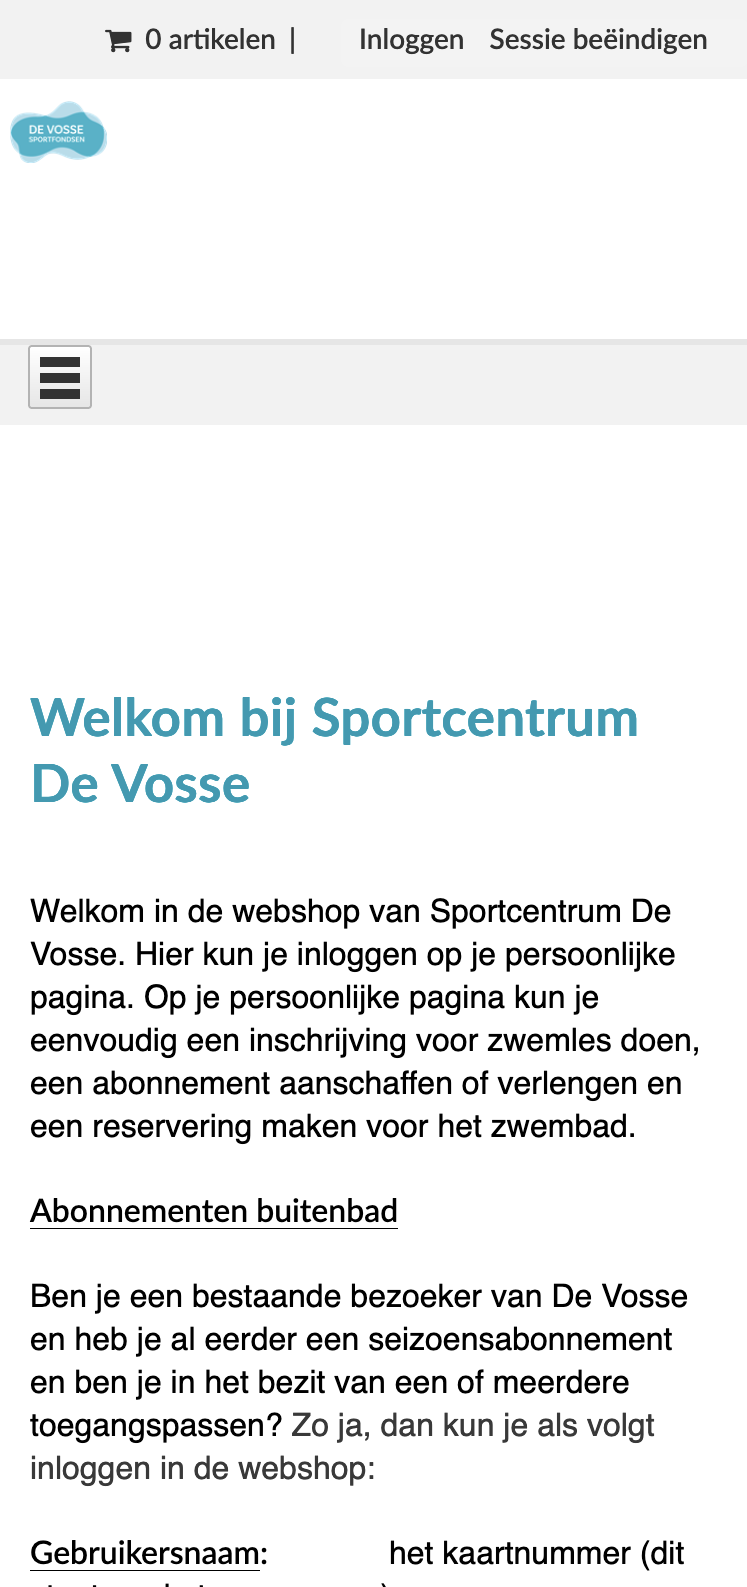 0 artikelen |
Inloggen Sessie beëindigen
DE VOSSE
SPORTFONDSEN
Welkom bij Sportcentrum
De Vosse
Welkom in de webshop van Sportcentrum De
Vosse. Hier kun je inloggen op je persoonlijke
pagina. Op je persoonlijke pagina kun je
eenvoudig een inschrijving voor zwemles doen,
een abonnement aanschaffen of verlengen en
een reservering maken voor het zwembad.
Abonnementen buitenbad
Ben je een bestaande bezoeker van De Vosse
en heb je al eerder een seizoensabonnement
en ben je in het bezit van een of meerdere
toegangspassen? Zo ja, dan kun je als volgt
inloggen in de webshop:
Gebruikersnaam: het kaartnummer (dit